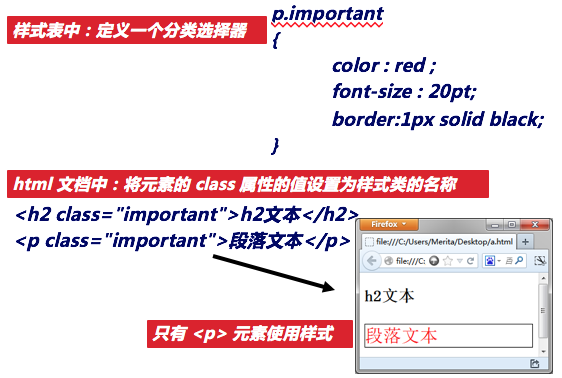 样式表中：定义一个分类选择器
p.important
{
color : red ;
font-size : 20pt;
border:1px solid black;
}
html 文档中：将元素的 class 属性的值设置为样式类的名称
<h2 class="important">h2文本</h2>
<p class="important">段落文本</p>
只有 <p> 元素使用样式
Firefox
file:///C:/Users/Merita/Desktop/a.html
file:///C:
h2文本
段落文本